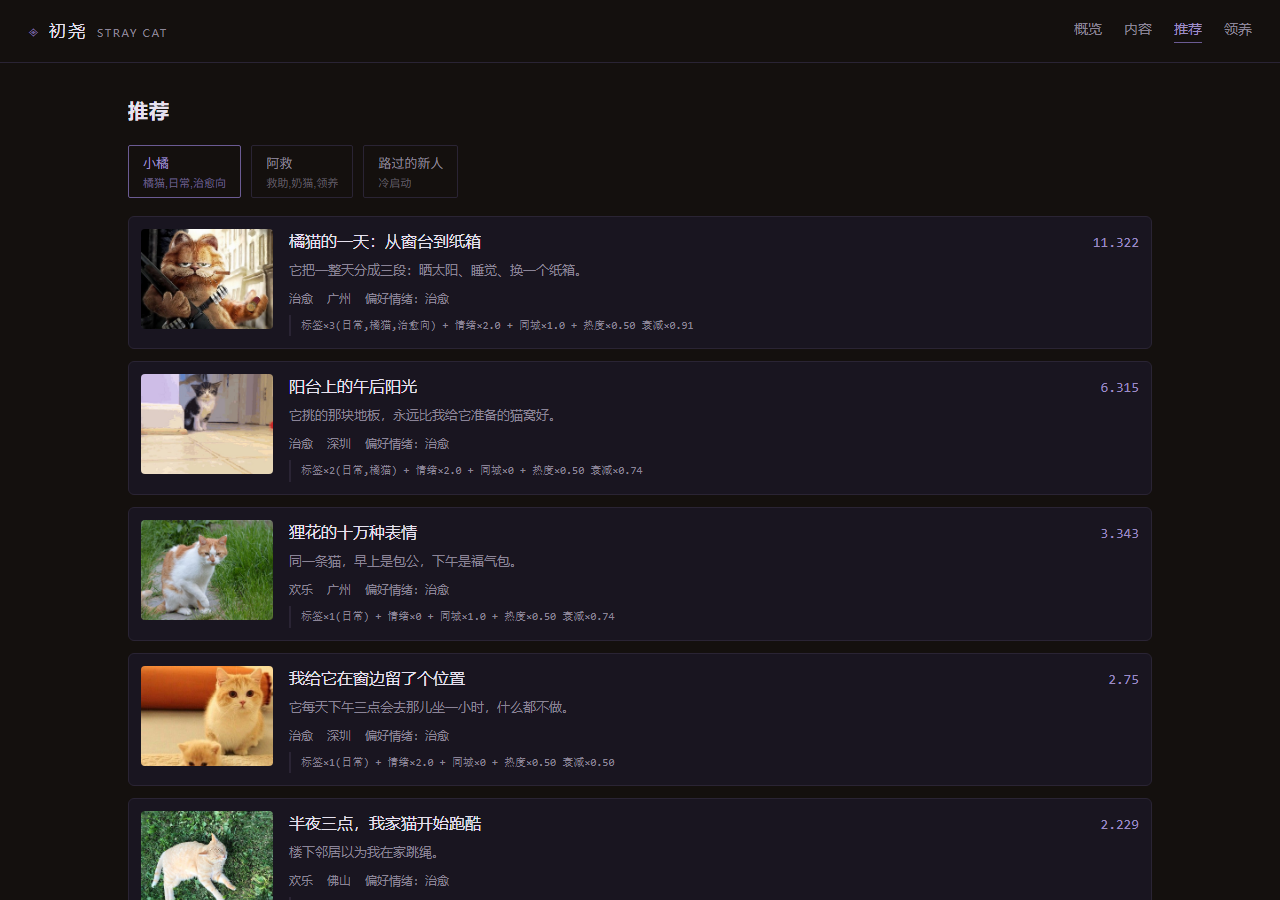 初尧 STRAY CAT
概览 内容 推荐 领养
推荐
小橘
橘猫,日常,治愈向
阿救
救助,奶猫,领养
路过的新人
冷启动
橘猫的一天：从窗台到纸箱
11.322
它把一整天分成三段：晒太阳、睡觉、换一个纸箱。
治愈 广州 偏好情绪：治愈
标签×3(日常,橘猫,治愈向) + 情绪×2.0 + 同城×1.0 + 热度×0.50 衰减×0.91
阳台上的午后阳光
6.315
它挑的那块地板，永远比我给它准备的猫窝好。
治愈 深圳 偏好情绪：治愈
标签×2(日常,橘猫) + 情绪×2.0 + 同城×0 + 热度×0.50 衰减×0.74
狸花的十万种表情
3.343
同一条猫，早上是包公，下午是福气包。
欢乐 广州 偏好情绪：治愈
标签×1(日常) + 情绪×0 + 同城×1.0 + 热度×0.50 衰减×0.74
我给它在窗边留了个位置
2.75
它每天下午三点会去那儿坐一小时，什么都不做。
治愈 深圳 偏好情绪：治愈
标签×1(日常) + 情绪×2.0 + 同城×0 + 热度×0.50 衰减×0.50
半夜三点，我家猫开始跑酷
2.229
楼下邻居以为我在家跳绳。
欢乐 佛山 偏好情绪：治愈